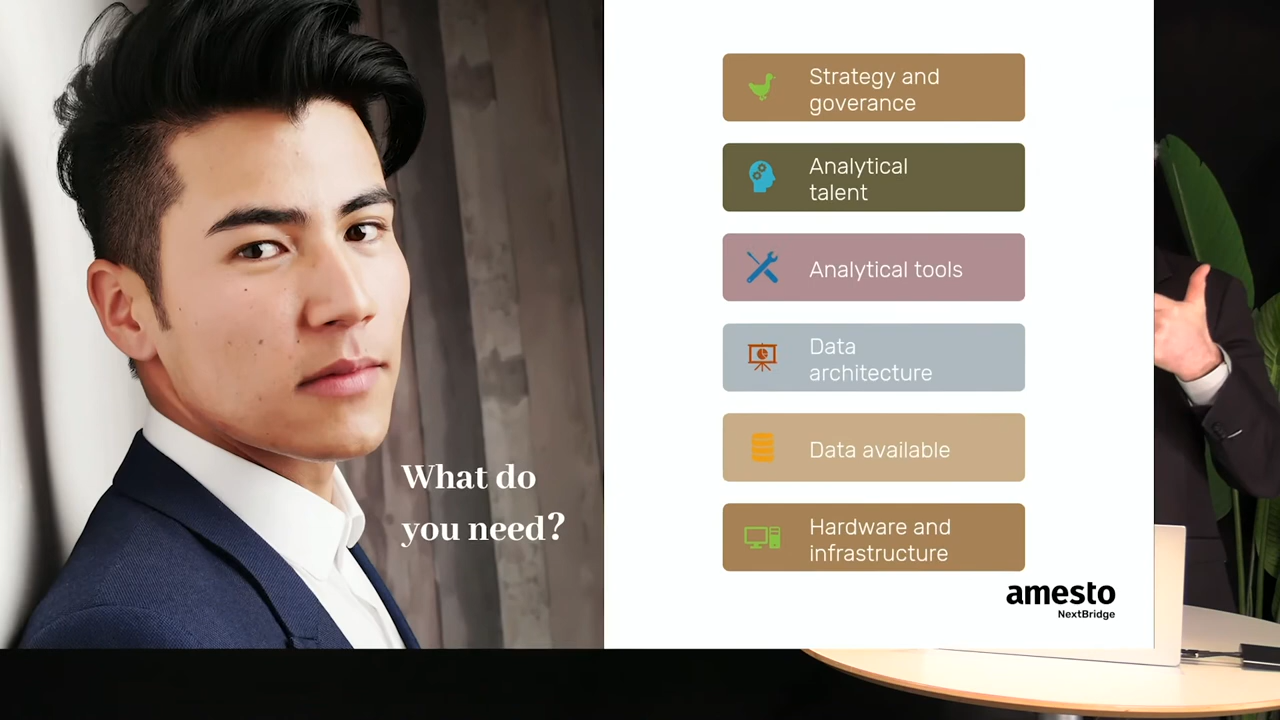 What do
you need?
Strategy and
goverance
Analytical
talent
Analytical tools
Data
architecture
Data available
Hardware and
infrastructure
amesto
NextBridge